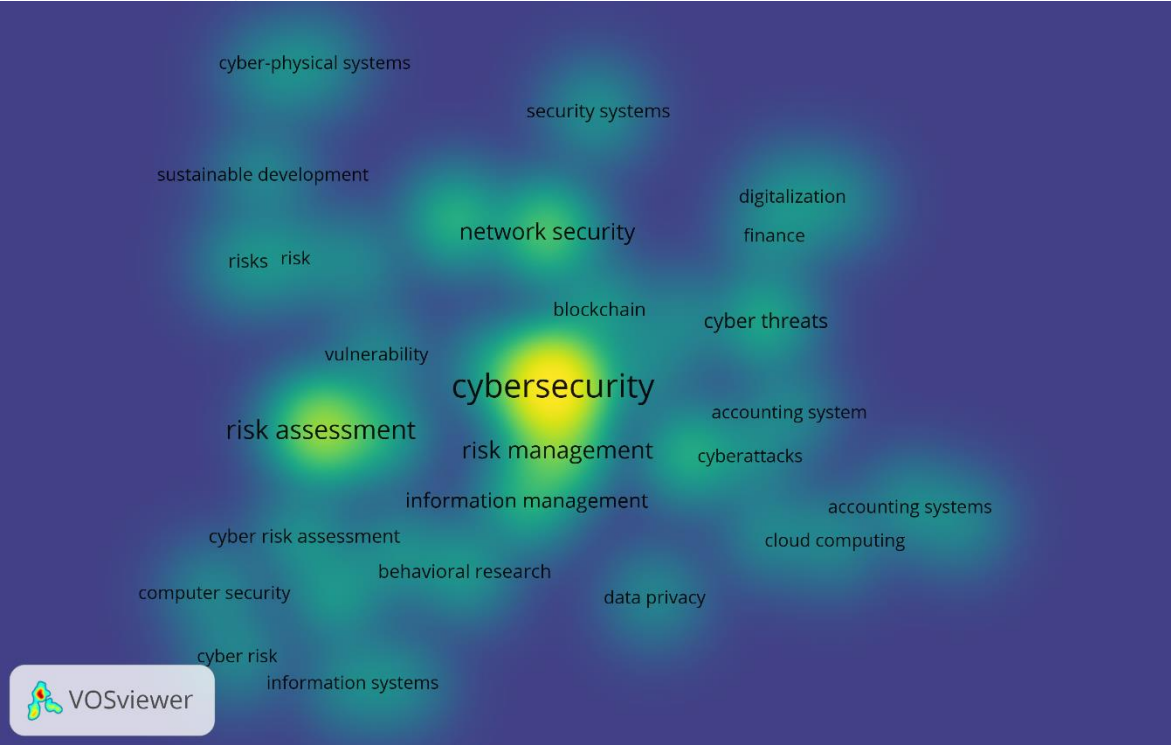 cyber-physical systems
security systems
sustainable development
digitalization
network security
finance
risks
risk
blockchain
cyber threats
vulnerability
cybersecurity
accounting system
risk assessment
risk management
cyberattacks
information management
accounting systems
cyber risk assessment
cloud computing
behavioral research
computer security
data privacy
cyber risk
information systems
VOSviewer